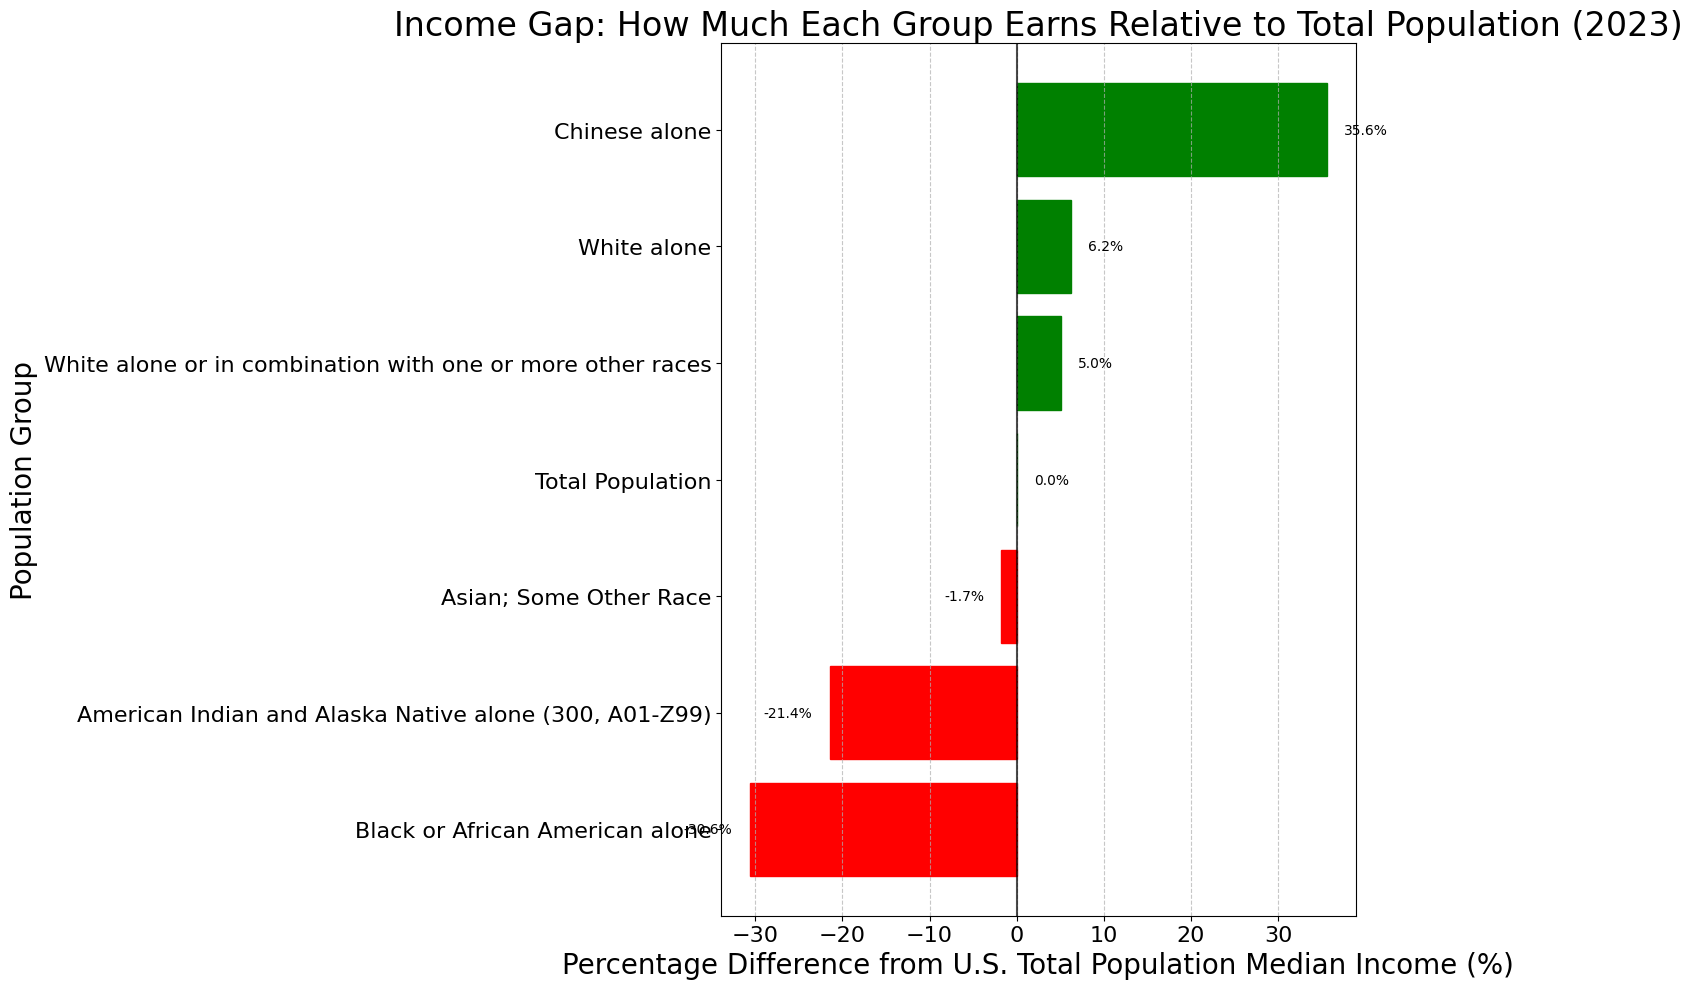 Income Gap: How Much Each Group Earns Relative to Total Population (2023)
Population Group
Chinese alone
35.6%
White alone
6.2%
White alone or in combination with one or more other races
5.0%
Total Population
0.0%
Asian; Some Other Race
-1.7%
American Indian and Alaska Native alone (300, A01-Z99)
-21.4%
Black or African American alone
-30.6%
−30 −20 −10 0 10 20 30
Percentage Difference from U.S. Total Population Median Income (%)